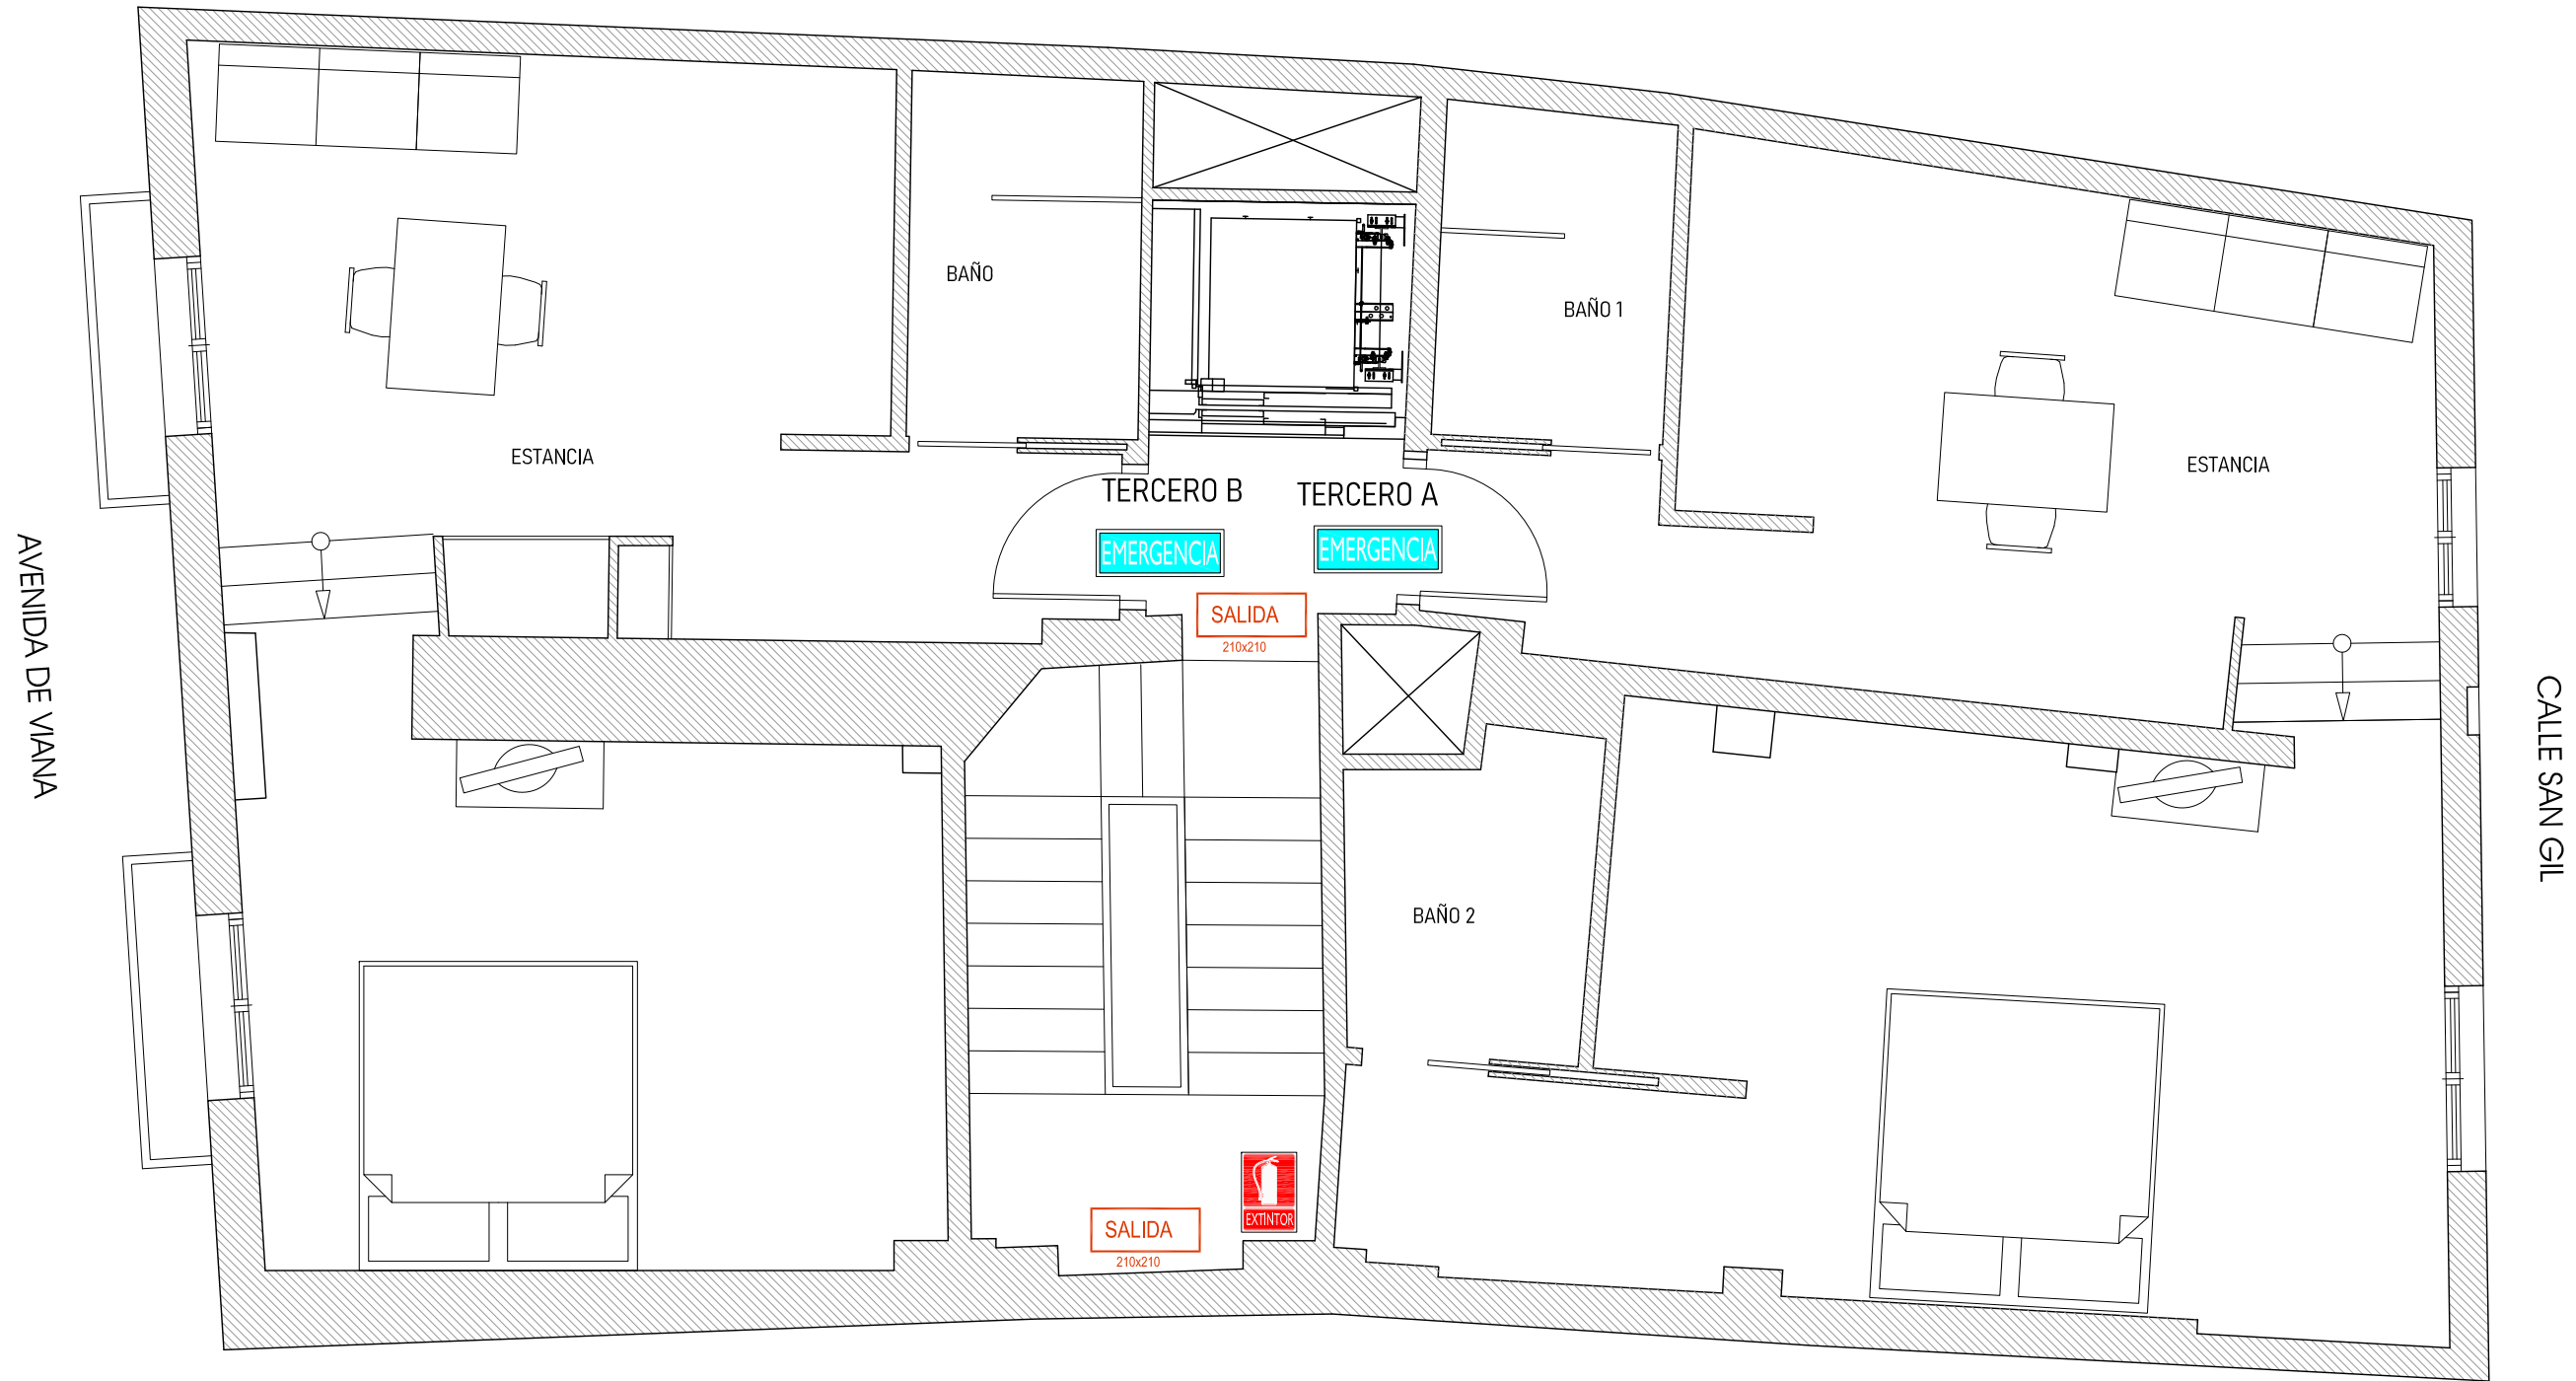 BAÑO
BAÑO 1
ESTANCIA
ESTANCIA
TERCERO B
TERCERO A
EMERGENCIA
EMERGENCIA
SALIDA
210x210
AVENIDA DE VIANA
CALLE SAN GIL
BAÑO 2
EXTINTOR
SALIDA
210x210